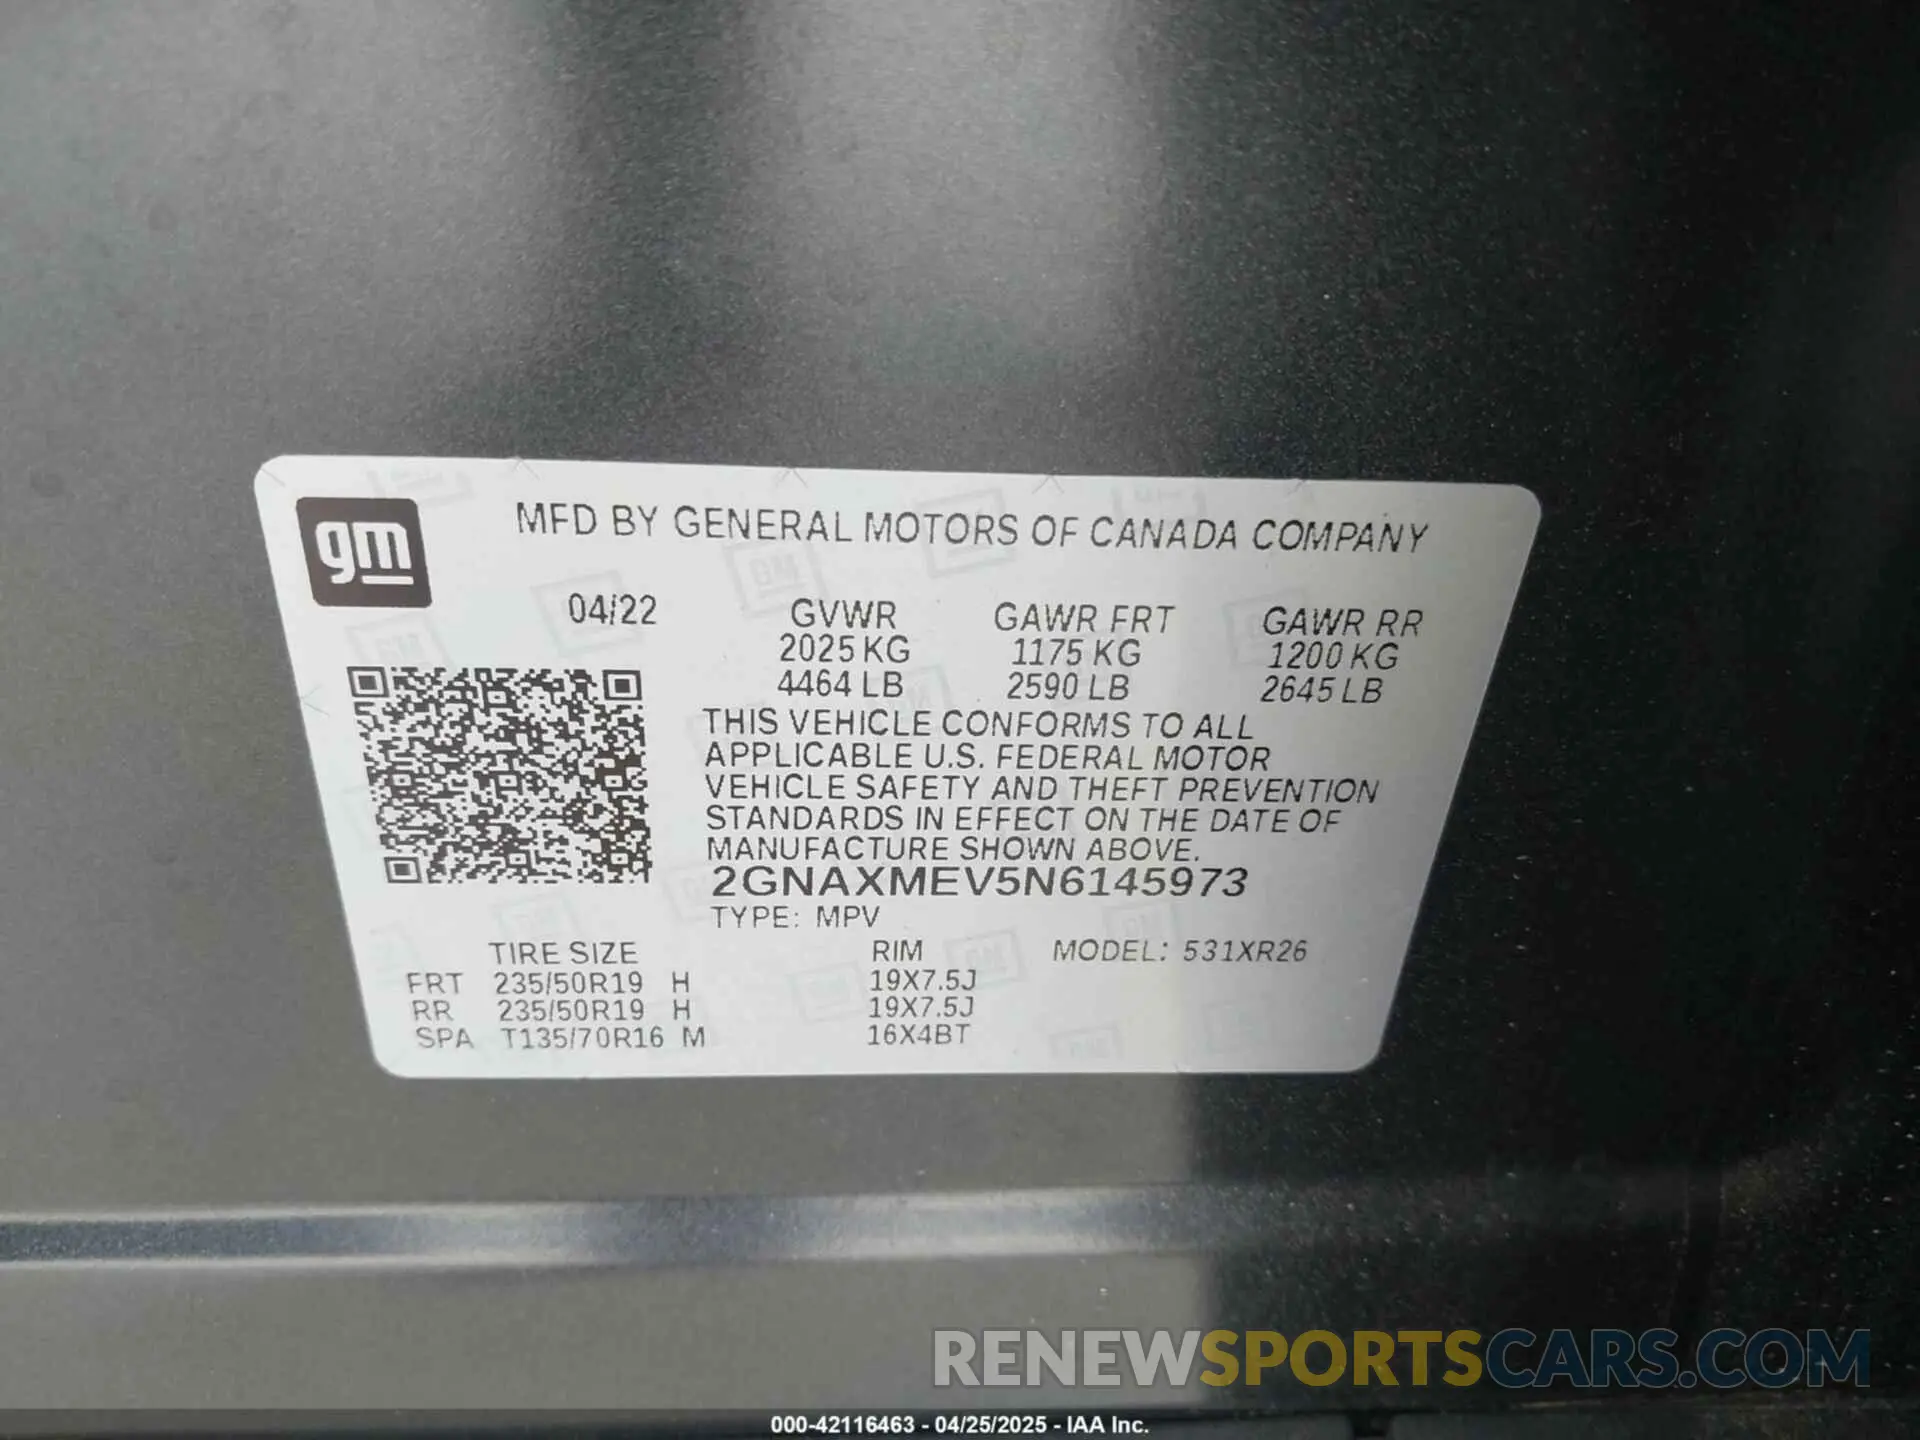 gm
MFD BY GENERAL MOTORS OF CANADA COMPANY
04/22
GVWR GAWR FRT GAWR RR
2025 KG 1175 KG 1200 KG
4464 LB 2590 LB 2645 LB
THIS VEHICLE CONFORMS TO ALL
APPLICABLE U.S. FEDERAL MOTOR
VEHICLE SAFETY AND THEFT PREVENTION
STANDARDS IN EFFECT ON THE DATE OF
MANUFACTURE SHOWN ABOVE.
2GNAXMEV5N6145973
TYPE: MPV
TIRE SIZE RIM MODEL: 531XR26
FRT 235/50R19 H 19X7.5J
RR 235/50R19 H 19X7.5J
SPA T135/70R16 M 16X4BT
RENEWSPORTSCARS.COM
000-42116463 - 04/25/2025 - IAA Inc.